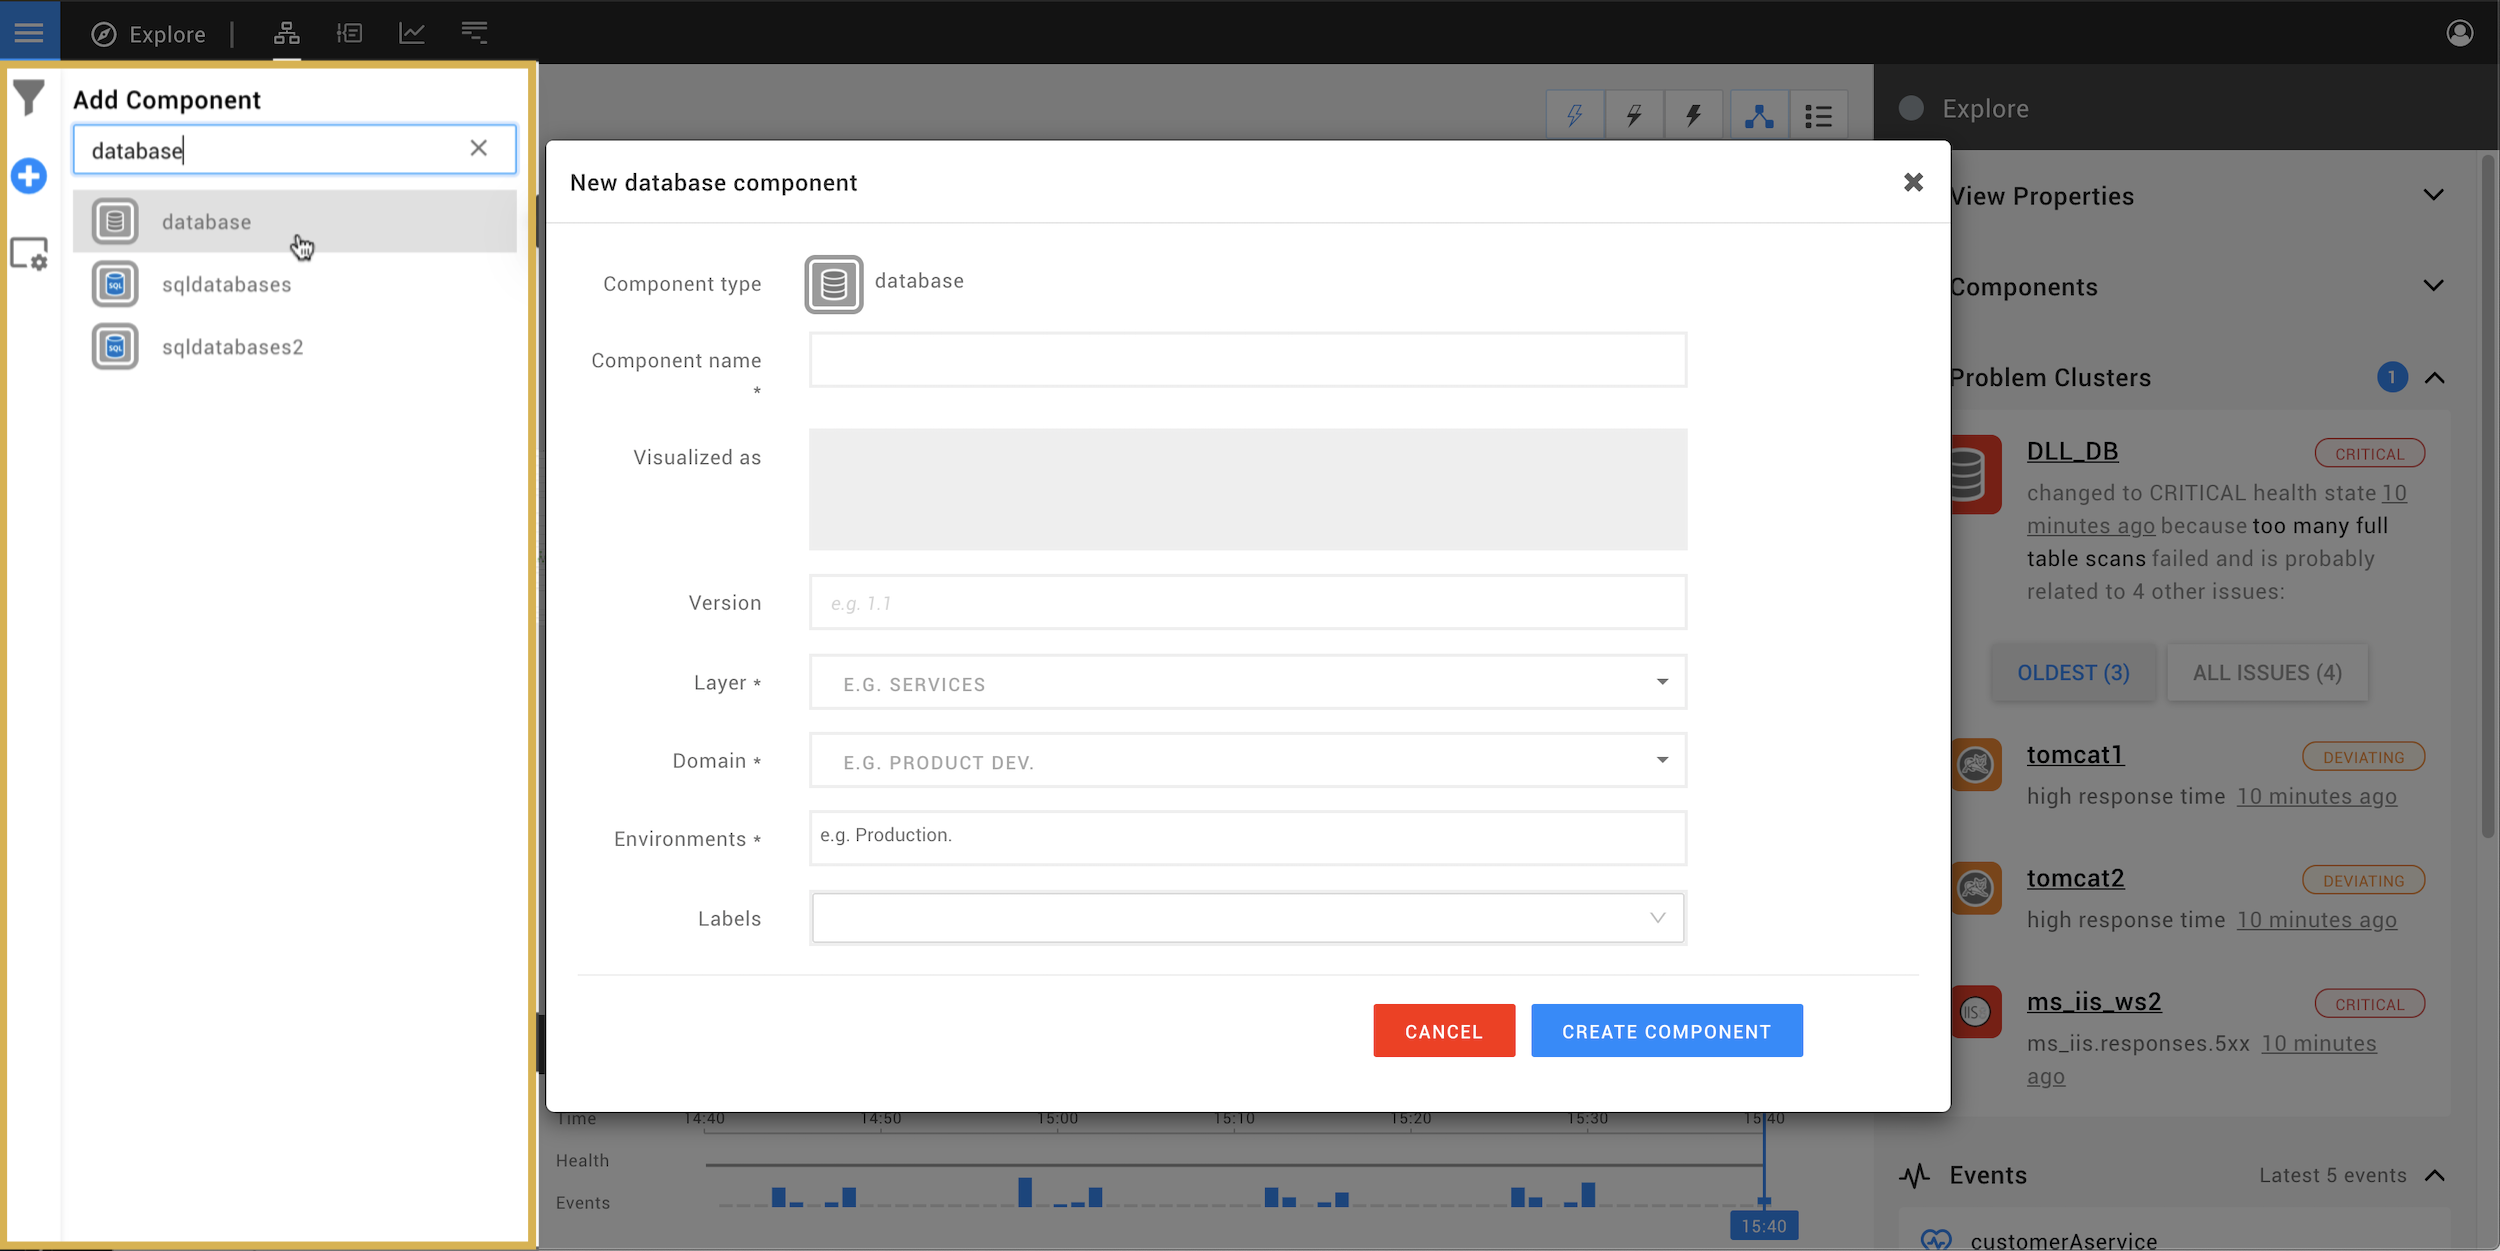 Explore
Add Component
database
database
sqldatabases
SQL
sqldatabases2
SQL
New database component
Component type
database
Component name
*
Visualized as
Version
e.g. 1.1
Layer *
E.G. SERVICES
Domain *
E.G. PRODUCT DEV.
Environments *
e.g. Production.
Labels
CANCEL
CREATE COMPONENT
Time
14:40
14:50
15:00
15:10
15:20
15:30
15:40
Health
Events
15:40
Explore
View Properties
Components
Problem Clusters
1
DLL_DB
CRITICAL
changed to CRITICAL health state 10
minutes ago because too many full
table scans failed and is probably
related to 4 other issues:
OLDEST (3)
ALL ISSUES (4)
tomcat1
DEVIATING
high response time 10 minutes ago
tomcat2
DEVIATING
high response time 10 minutes ago
IIS
ms_iis_ws2
CRITICAL
ms_iis.responses.5xx 10 minutes
ago
Events
Latest 5 events
customerAservice